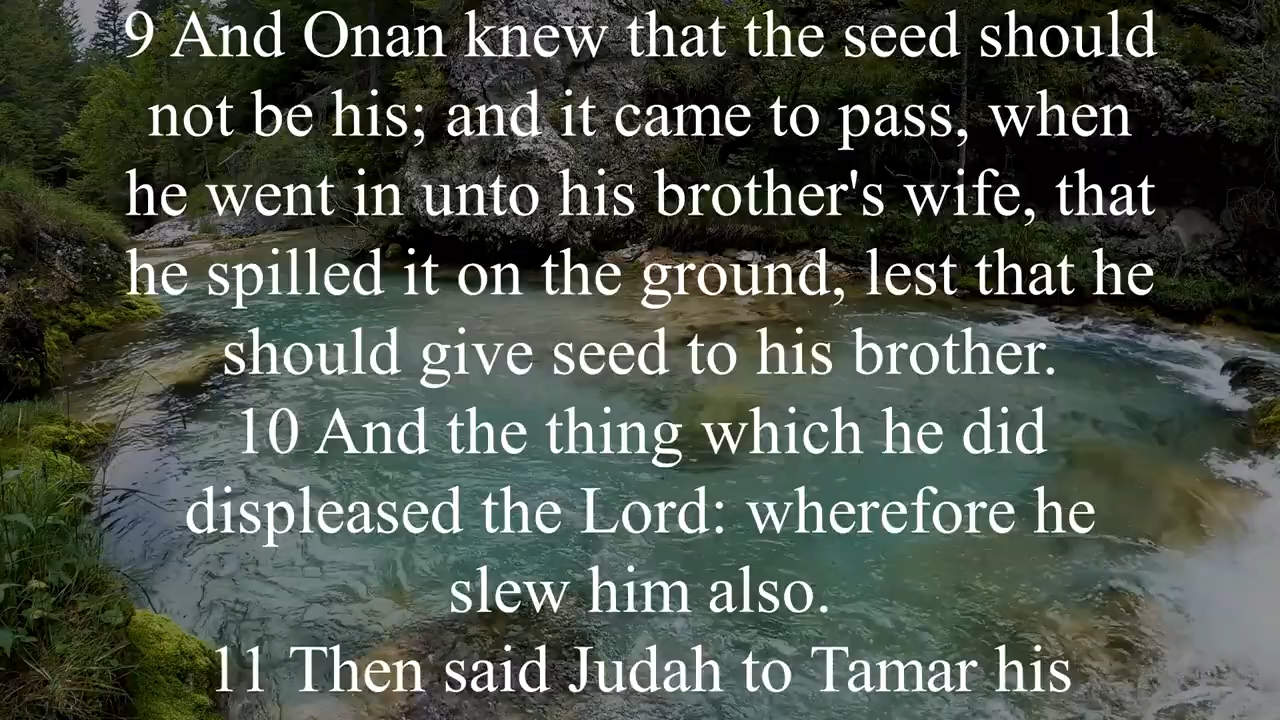 9 And Onan knew that the seed should
not be his; and it came to pass, when
he went in unto his brother's wife, that
he spilled it on the ground, lest that he
should give seed to his brother.
10 And the thing which he did
displeased the Lord: wherefore he
slew him also.
11 Then said Judah to Tamar his